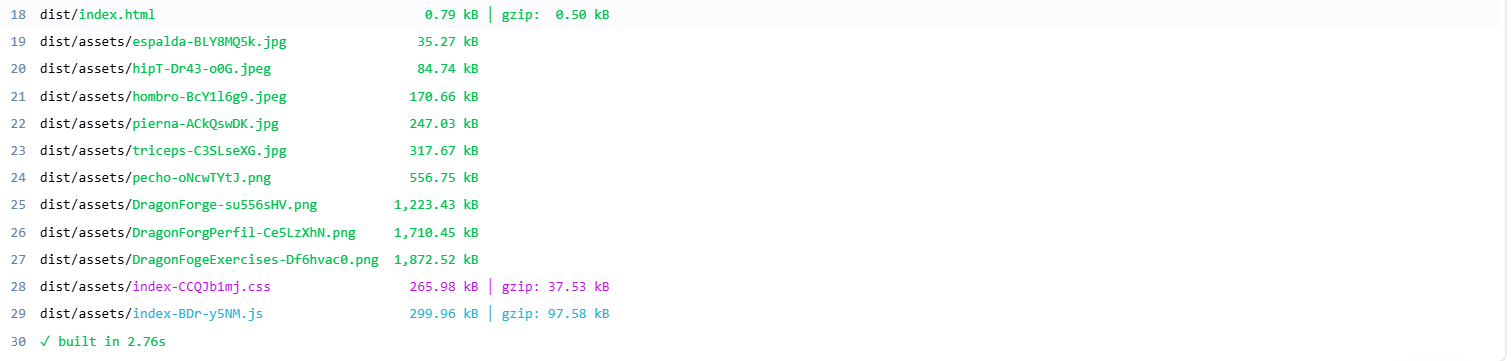 18 dist/index.html 0.79 kB │ gzip: 0.50 kB
19 dist/assets/espalda-BLY8MQ5k.jpg 35.27 kB
20 dist/assets/hipT-Dr43-o0G.jpeg 84.74 kB
21 dist/assets/hombro-BcY1l6g9.jpeg 170.66 kB
22 dist/assets/pierna-ACkQswDK.jpg 247.03 kB
23 dist/assets/triceps-C3SLseXG.jpg 317.67 kB
24 dist/assets/pecho-oNcwTYtJ.png 556.75 kB
25 dist/assets/DragonForge-su556sHV.png 1,223.43 kB
26 dist/assets/DragonForgPerfil-Ce5LzXhN.png 1,710.45 kB
27 dist/assets/DragonFogeExercises-Df6hvac0.png 1,872.52 kB
28 dist/assets/index-CCQJb1mj.css 265.98 kB │ gzip: 37.53 kB
29 dist/assets/index-BDr-y5NM.js 299.96 kB │ gzip: 97.58 kB
30 ✓ built in 2.76s